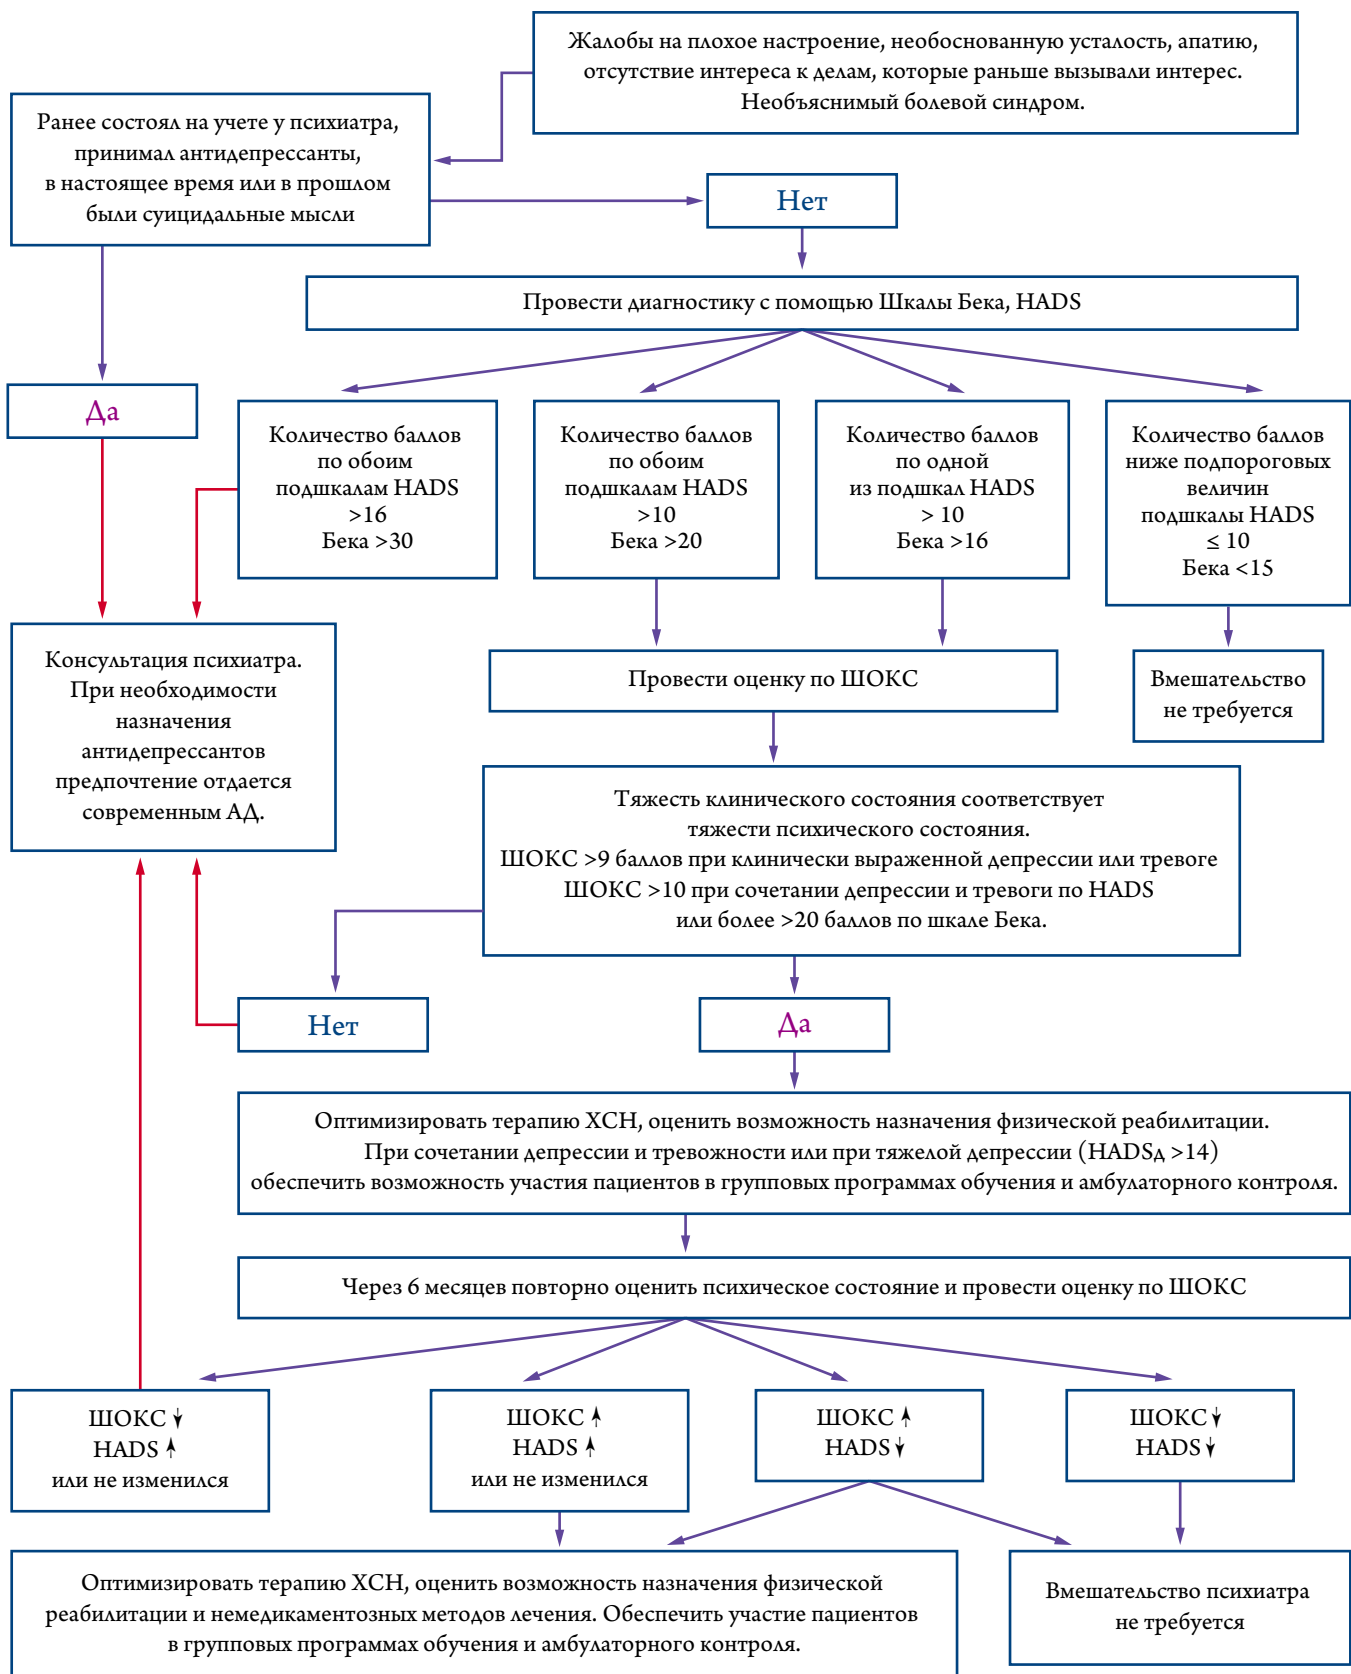 Жалобы на плохое настроение, необоснованную усталость, апатию,
отсутствие интереса к делам, которые раньше вызывали интерес.
Необъяснимый болевой синдром.
Ранее состоял на учете у психиатра,
принимал антидепрессанты,
в настоящее время или в прошлом
были суицидальные мысли
Нет
Провести диагностику с помощью Шкалы Бека, HADS
Да
Количество баллов
по обоим
подшкалам HADS
>16
Бека >30
Количество баллов
по обоим
подшкалам HADS
>10
Бека >20
Количество баллов
по одной
из подшкал HADS
> 10
Бека >16
Количество баллов
ниже подпороговых
величин
подшкалы HADS
≤ 10
Бека <15
Консультация психиатра.
При необходимости
назначения
антидепрессантов
предпочтение отдается
современным АД.
Провести оценку по ШОКС
Вмешательство
не требуется
Тяжесть клинического состояния соответствует
тяжести психического состояния.
ШОКС >9 баллов при клинически выраженной депрессии или тревоге
ШОКС >10 при сочетании депрессии и тревоги по HADS
или более >20 баллов по шкале Бека.
Нет
Да
Оптимизировать терапию ХСН, оценить возможность назначения физической реабилитации.
При сочетании депрессии и тревожности или при тяжелой депрессии (HADSд >14)
обеспечить возможность участия пациентов в групповых программах обучения и амбулаторного контроля.
Через 6 месяцев повторно оценить психическое состояние и провести оценку по ШОКС
ШОКС ↓
HADS ↑
или не изменился
ШОКС ↑
HADS ↑
или не изменился
ШОКС ↑
HADS ↓
ШОКС ↓
HADS ↓
Оптимизировать терапию ХСН, оценить возможность назначения физической
реабилитации и немедикаментозных методов лечения. Обеспечить участие пациентов
в групповых программах обучения и амбулаторного контроля.
Вмешательство психиатра
не требуется